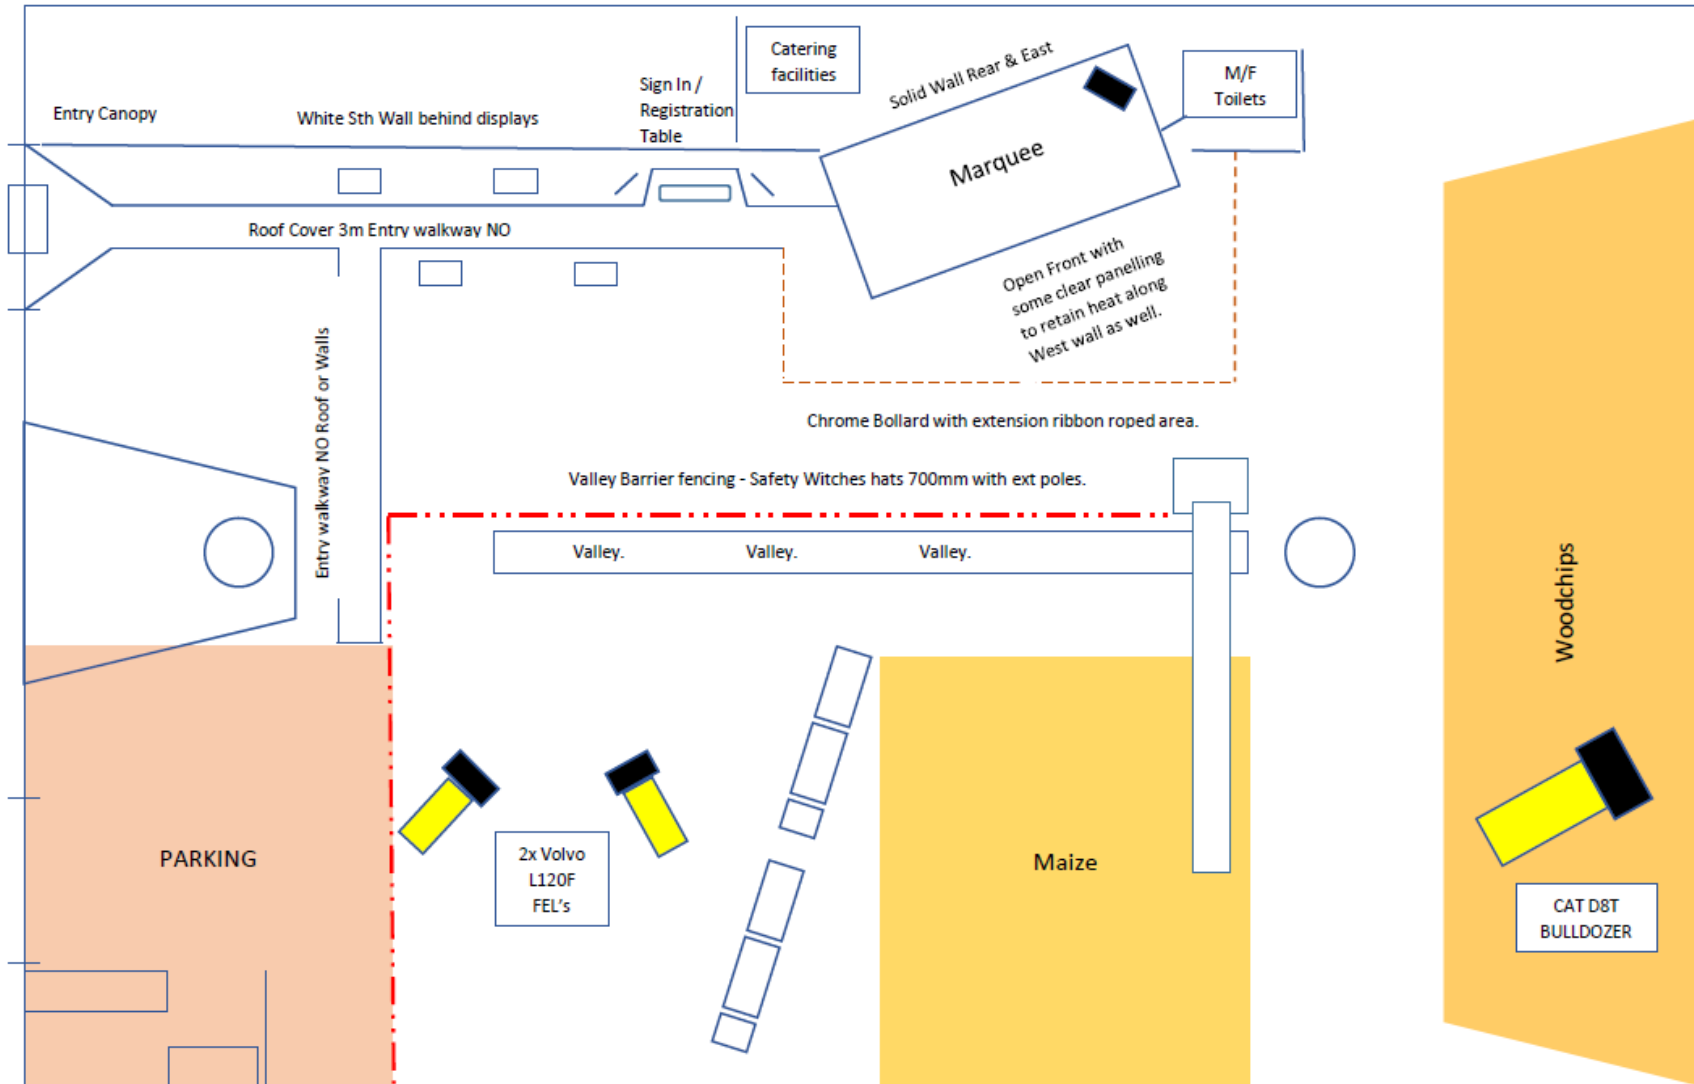 Catering
facilities
Solid Wall Rear & East
M/F
Toilets
Sign In /
Registration
Table
Entry Canopy
White Sth Wall behind displays
Marquee
Roof Cover 3m Entry walkway NO
Open Front with
some clear panelling
to retain heat along
West wall as well.
Entry walkway NO Roof or Walls
Chrome Bollard with extension ribbon roped area.
Valley Barrier fencing - Safety Witches hats 700mm with ext poles.
Valley. Valley. Valley.
Woodchips
PARKING
2x Volvo
L120F
FEL's
Maize
CAT D8T
BULLDOZER